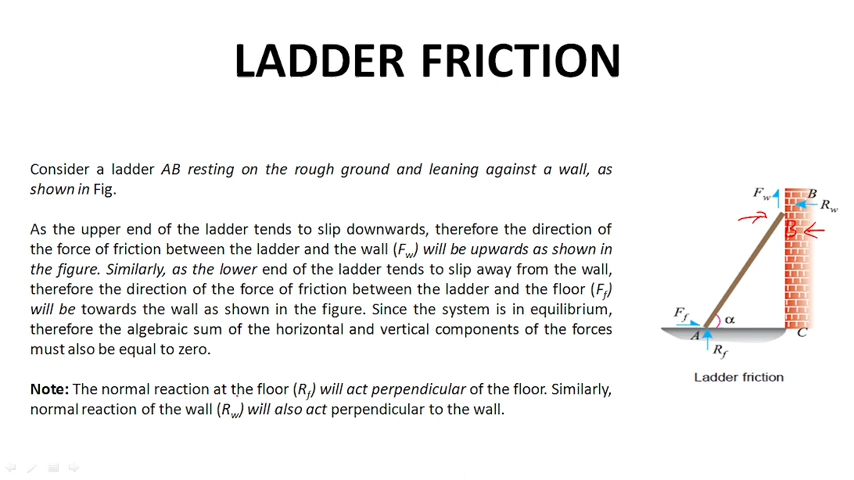 LADDER FRICTION
Consider a ladder AB resting on the rough ground and leaning against a wall, as
shown in Fig.
As the upper end of the ladder tends to slip downwards, therefore the direction of
the force of friction between the ladder and the wall (Fw) will be upwards as shown in
the figure. Similarly, as the lower end of the ladder tends to slip away from the wall,
therefore the direction of the force of friction between the ladder and the floor (Ff)
will be towards the wall as shown in the figure. Since the system is in equilibrium,
therefore the algebraic sum of the horizontal and vertical components of the forces
must also be equal to zero.
Note: The normal reaction at the floor (Rf) will act perpendicular of the floor. Similarly,
normal reaction of the wall (Rw) will also act perpendicular to the wall.
Fw
B
Rw
B
Ff
α
A
C
Rf
Ladder friction